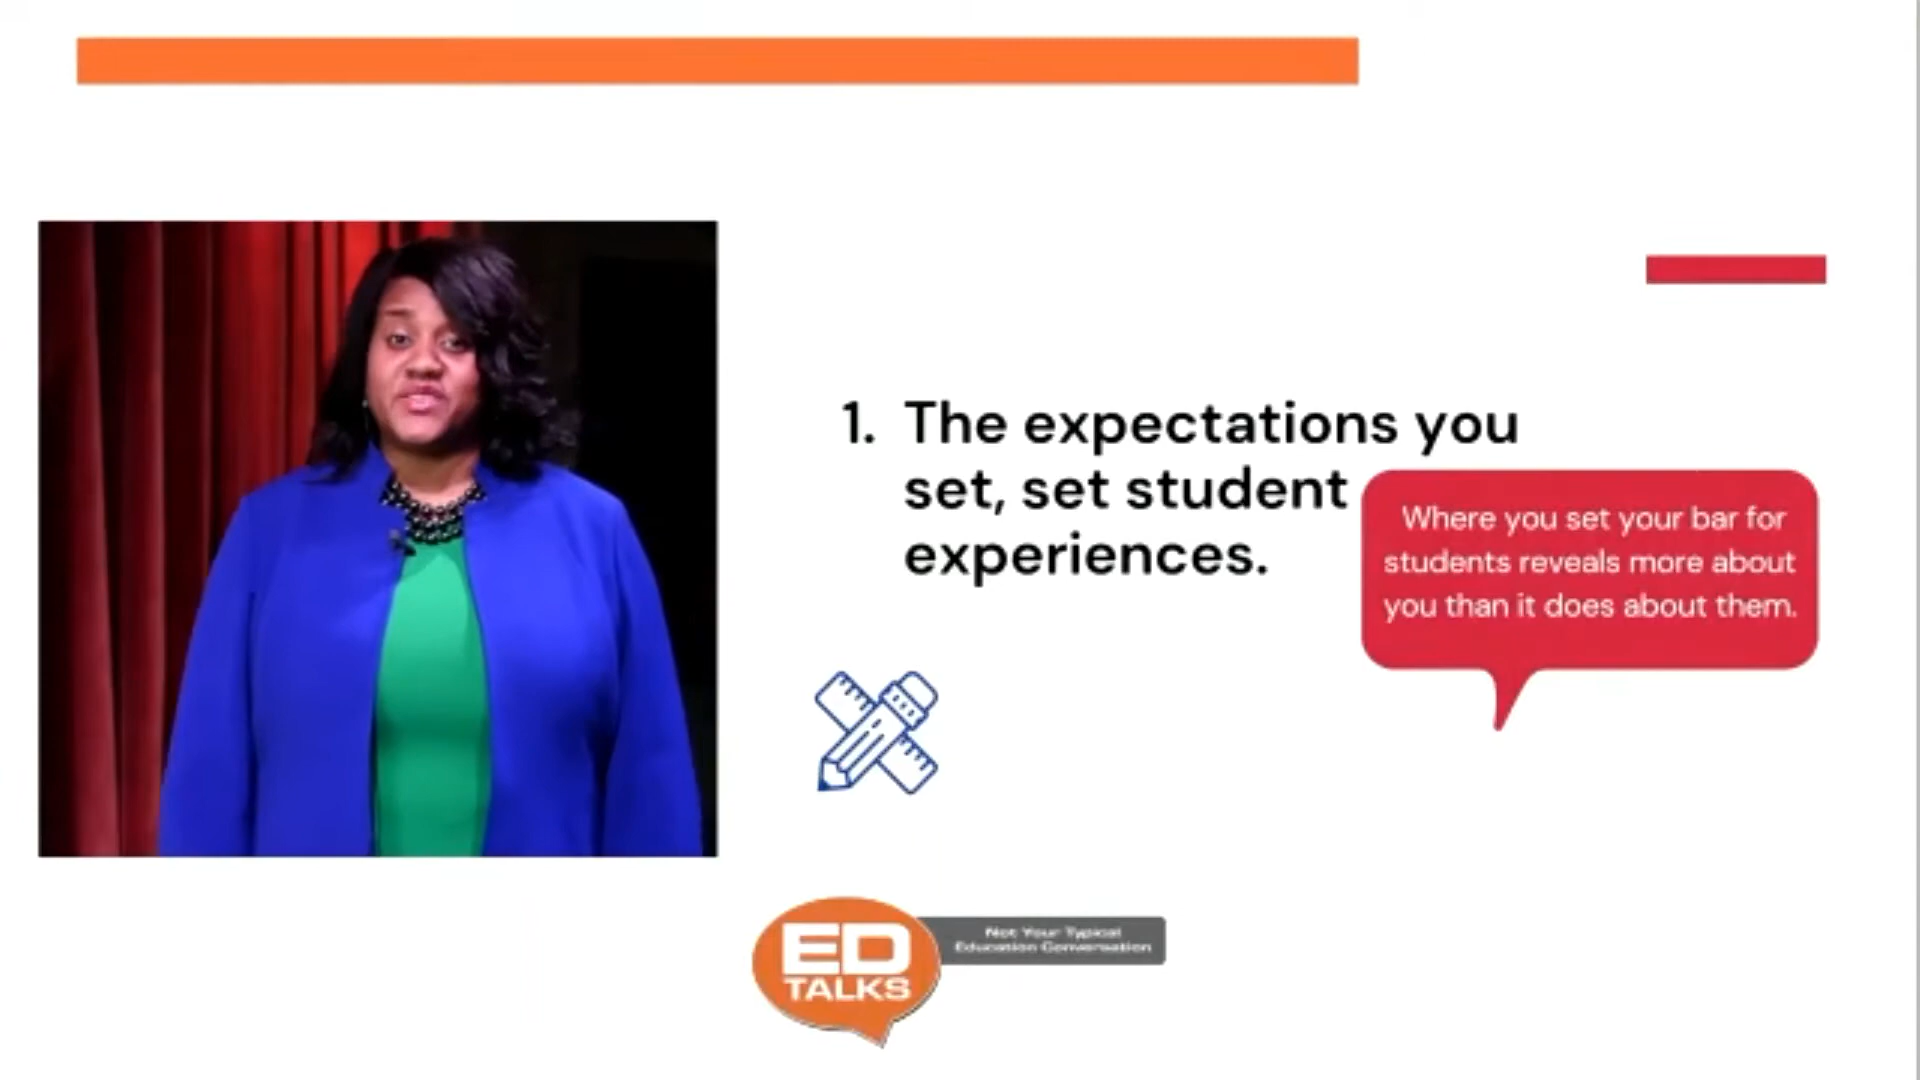 1. The expectations you
set, set student
experiences.
Where you set your bar for
students reveals more about
you than it does about them.
ED
TALKS
Not Your Typical
Education Conversation